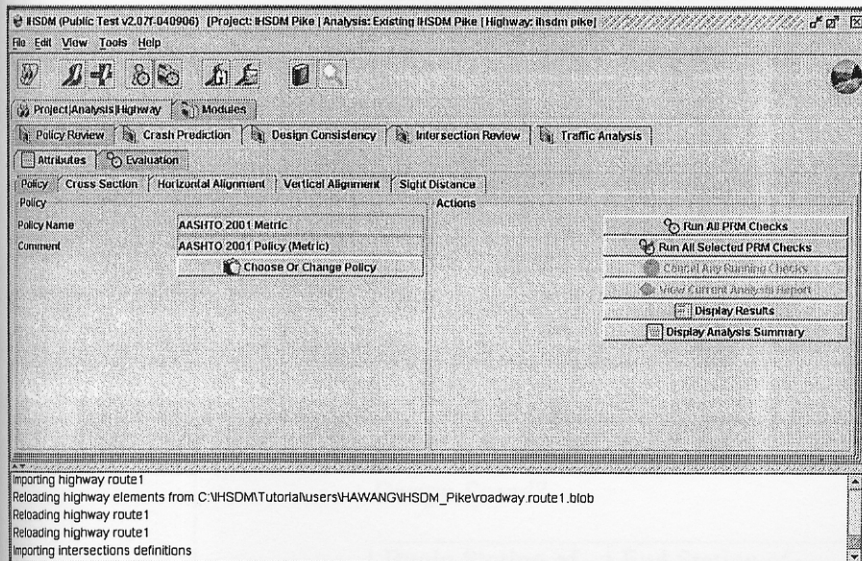 IHSDM (Public Test v2.07f-040906) [Project: IHSDM Pike | Analysis: Existing IHSDM Pike | Highway: ihsdm pike]
File Edit View Tools Help
Project|Analysis|Highway Modules
Policy Review Crash Prediction Design Consistency Intersection Review Traffic Analysis
Attributes Evaluation
Policy Cross Section Horizontal Alignment Vertical Alignment Sight Distance
Policy Actions
Policy Name AASHTO 2001 Metric Run All PRM Checks
Comment AASHTO 2001 Policy (Metric) Run All Selected PRM Checks
Choose Or Change Policy Cancel Any Running Checks
View Current Analysis Report
Display Results
Display Analysis Summary
Importing highway route1
Reloading highway elements from C:\IHSDM\Tutorial\users\HAWANG\IHSDM_Pike\roadway.route1.blob
Reloading highway route1
Reloading highway route1
Importing intersections definitions